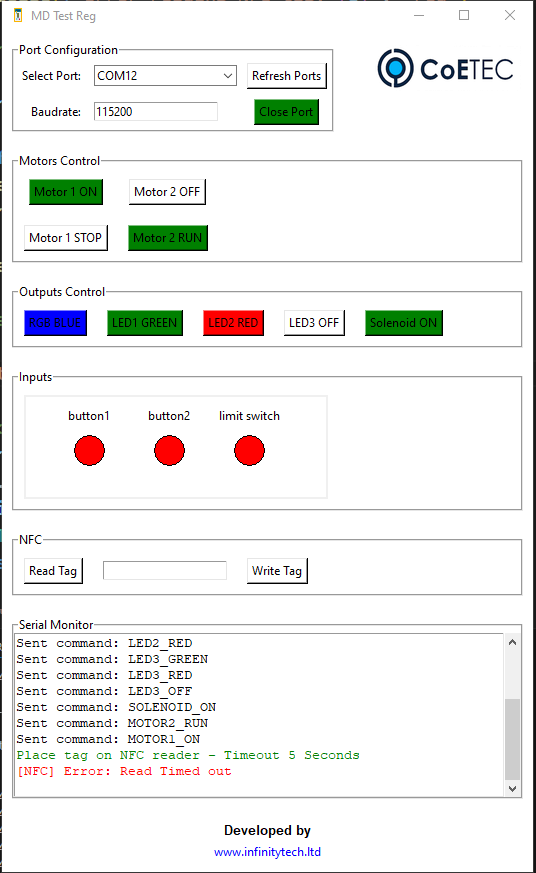 MD Test Reg
Port Configuration
Select Port: COM12 Refresh Ports
CoETEC
Baudrate: 115200 Close Port
Motors Control
Motor 1 ON Motor 2 OFF
Motor 1 STOP Motor 2 RUN
Outputs Control
RGB BLUE LED1 GREEN LED2 RED LED3 OFF Solenoid ON
Inputs
button1 button2 limit switch
NFC
Read Tag Write Tag
Serial Monitor
Sent command: LED2_RED
Sent command: LED3_GREEN
Sent command: LED3_RED
Sent command: LED3_OFF
Sent command: SOLENOID_ON
Sent command: MOTOR2_RUN
Sent command: MOTOR1_ON
Place tag on NFC reader - Timeout 5 Seconds
[NFC] Error: Read Timed out
Developed by
www.infinitytech.ltd